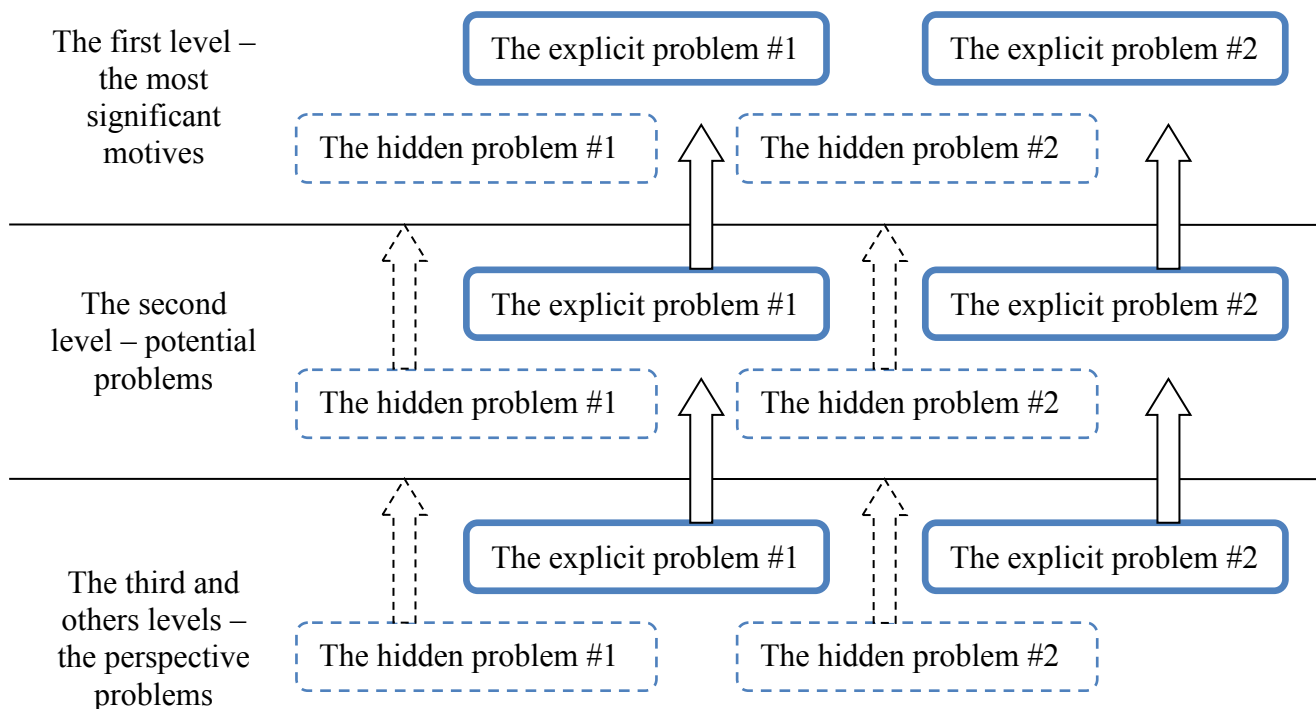 The first level –
the most
significant
motives
The explicit problem #1
The explicit problem #2
The hidden problem #1
The hidden problem #2
The second
level – potential
problems
The explicit problem #1
The explicit problem #2
The hidden problem #1
The hidden problem #2
The third and
others levels –
the perspective
problems
The explicit problem #1
The explicit problem #2
The hidden problem #1
The hidden problem #2